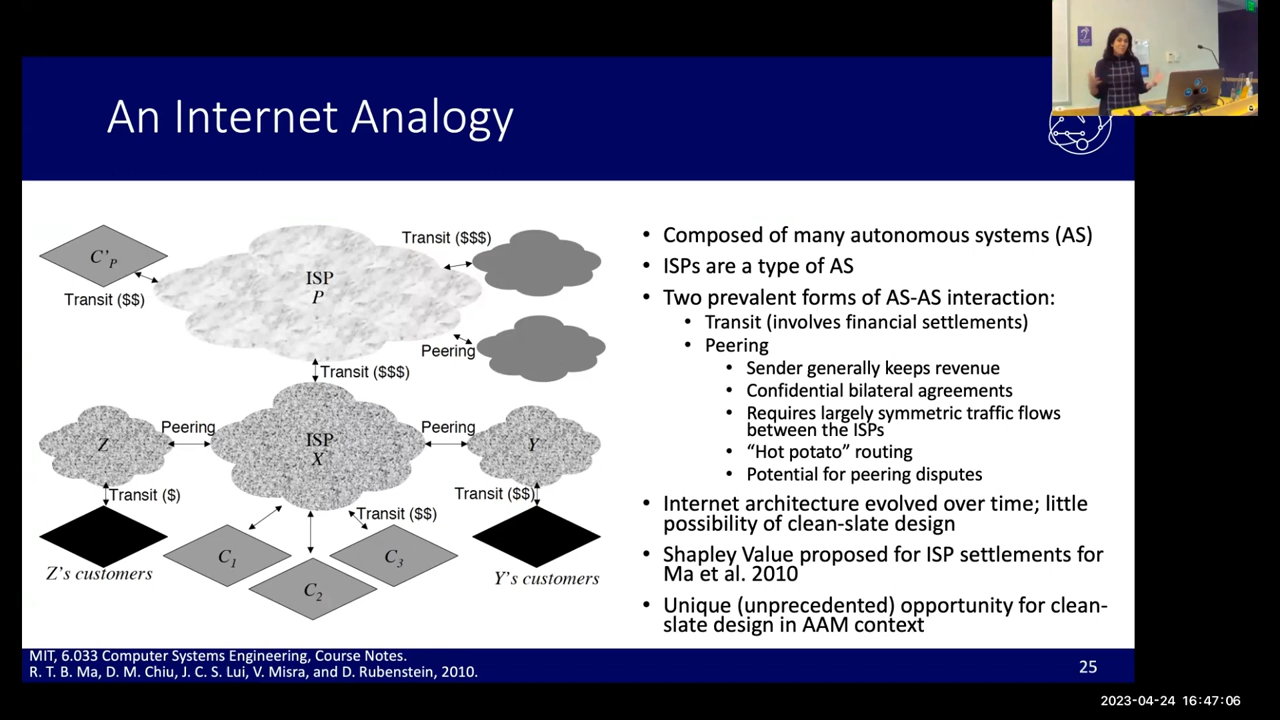 An Internet Analogy
C'P
Transit ($$)
ISP
P
Transit ($$$)
Peering
Transit ($$$)
Z
Peering
ISP
X
Peering
Y
Transit ($)
Transit ($$)
Transit ($$)
Z's customers
C1
C2
C3
Y's customers
• Composed of many autonomous systems (AS)
• ISPs are a type of AS
• Two prevalent forms of AS-AS interaction:
• Transit (involves financial settlements)
• Peering
• Sender generally keeps revenue
• Confidential bilateral agreements
• Requires largely symmetric traffic flows
between the ISPs
• “Hot potato” routing
• Potential for peering disputes
• Internet architecture evolved over time; little
possibility of clean-slate design
• Shapley Value proposed for ISP settlements for
Ma et al. 2010
• Unique (unprecedented) opportunity for clean-
slate design in AAM context
MIT, 6.033 Computer Systems Engineering, Course Notes.
R. T. B. Ma, D. M. Chiu, J. C. S. Lui, V. Misra, and D. Rubenstein, 2010.
25
2023-04-24 16:47:06